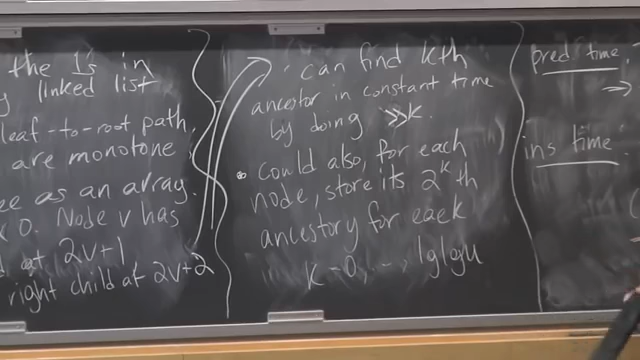 the 1s in
linked list
leaf-to-root path,
are monotone
ee as an array.
0. Node v has
d at 2v+1,
right child at 2v+2
can find kth
ancestor in constant time
by doing >>k.
could also, for each
node, store its 2^k th
ancestory for each k
k=0, ..., lglgu
pred time.
ins time